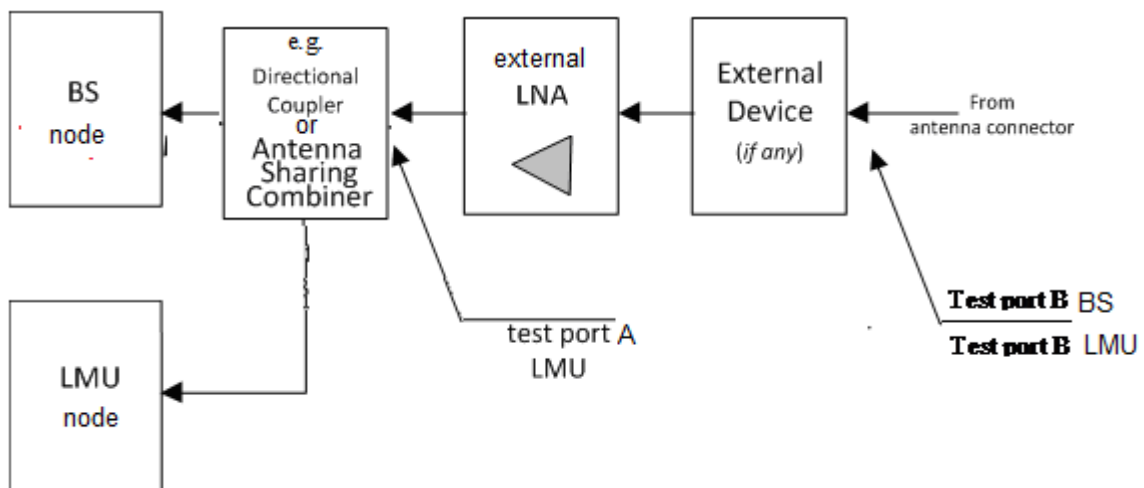 BS
node
e.g.
Directional
Coupler
or
Antenna
Sharing
Combiner
external
LNA
External
Device
(if any)
From
antenna connector
Test port B BS
Test port B LMU
test port A
LMU
LMU
node